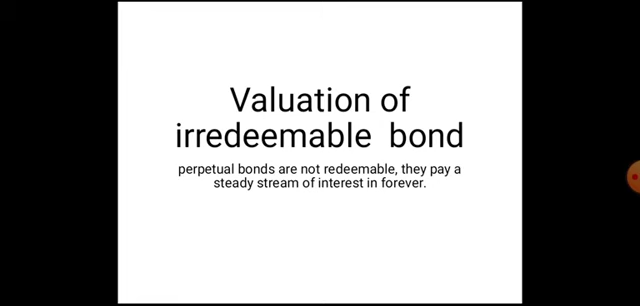 Valuation of
irredeemable bond
perpetual bonds are not redeemable, they pay a
steady stream of interest in forever.